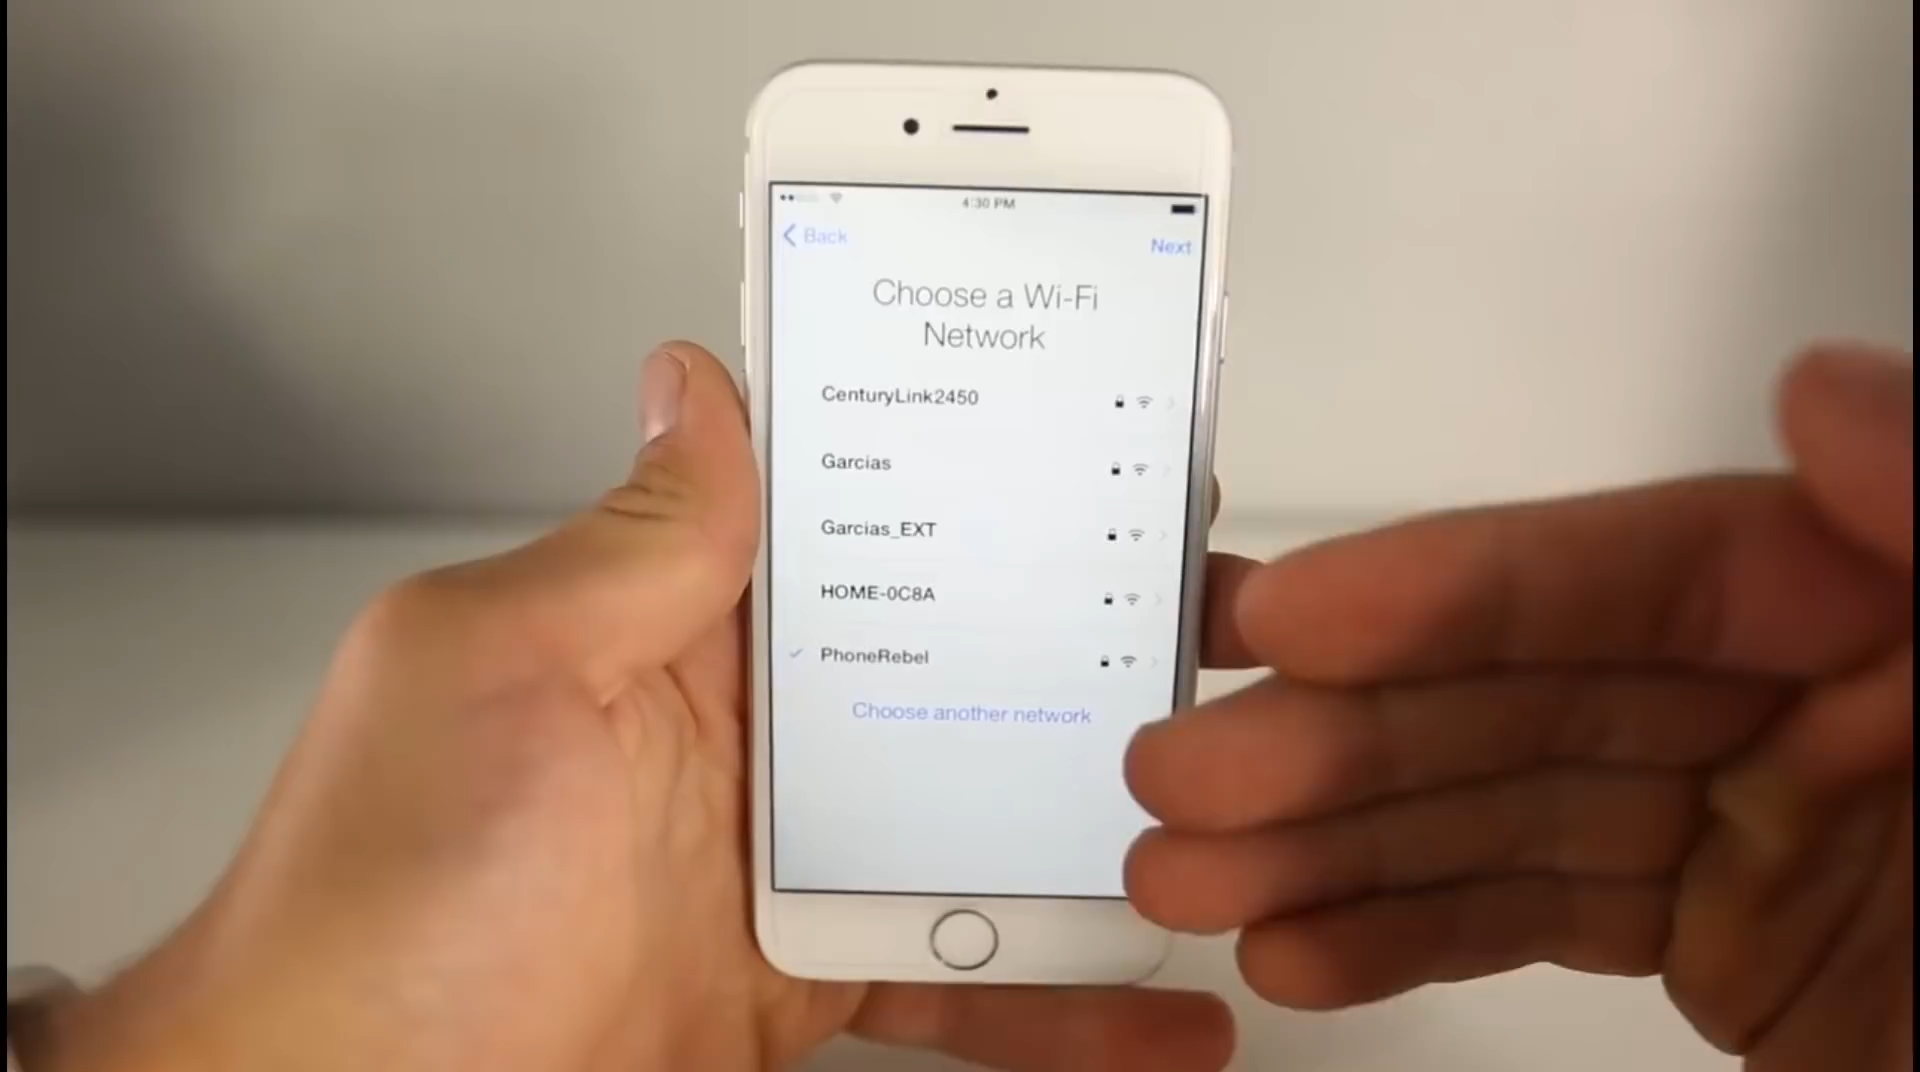 4:30 PM
Back
Next
Choose a Wi-Fi
Network
CenturyLink2450
Garcias
Garcias_EXT
HOME-0C8A
PhoneRebel
Choose another network